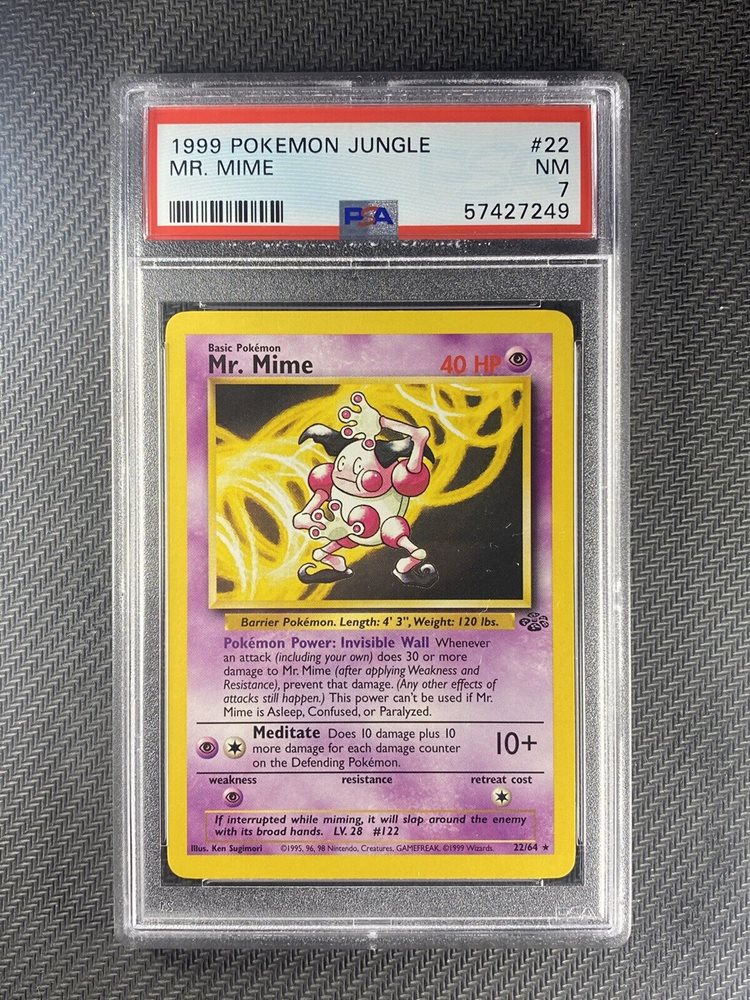 1999 POKEMON JUNGLE #22
MR. MIME NM
7
PSA 57427249
Basic Pokémon
Mr. Mime 40 HP
Barrier Pokémon. Length: 4' 3", Weight: 120 lbs.
Pokémon Power: Invisible Wall Whenever
an attack (including your own) does 30 or more
damage to Mr. Mime (after applying Weakness and
Resistance), prevent that damage. (Any other effects of
attacks still happen.) This power can't be used if Mr.
Mime is Asleep, Confused, or Paralyzed.
Meditate Does 10 damage plus 10
more damage for each damage counter
on the Defending Pokémon.
10+
weakness resistance retreat cost
If interrupted while miming, it will slap around the enemy
with its broad hands. LV. 28 #122
Illus. Ken Sugimori ©1995, 96, 98 Nintendo, Creatures, GAMEFREAK. ©1999 Wizards. 22/64 ★